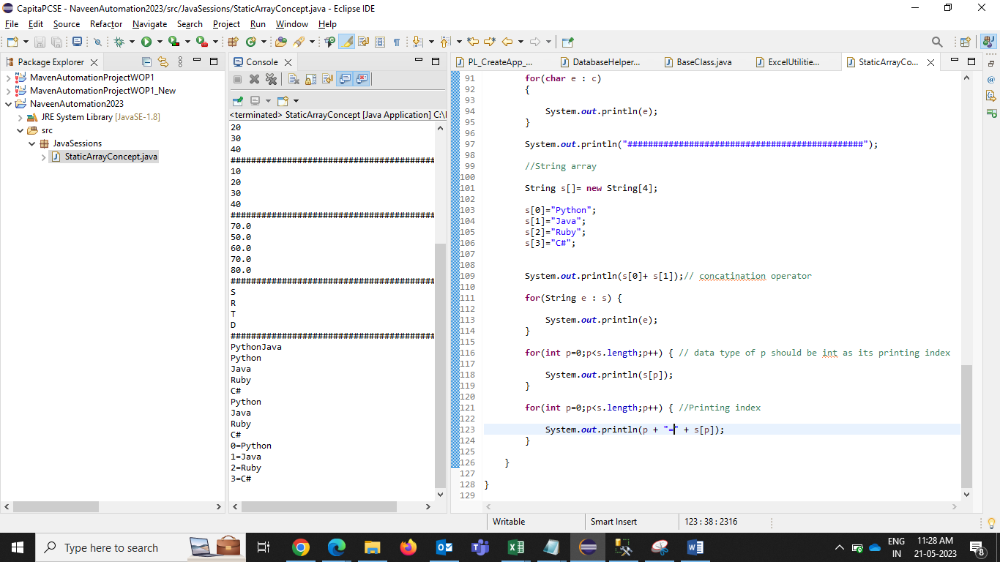 CapitaPCSE - NaveenAutomation2023/src/JavaSessions/StaticArrayConcept.java - Eclipse IDE
File Edit Source Refactor Navigate Search Project Run Window Help
Package Explorer
MavenAutomationProjectWOP1
MavenAutomationProjectWOP1_New
NaveenAutomation2023
JRE System Library [JavaSE-1.8]
src
JavaSessions
StaticArrayConcept.java
Console
<terminated> StaticArrayConcept [Java Application] C:\
20
30
40
##########################################
10
20
30
40
##########################################
70.0
50.0
60.0
70.0
80.0
##########################################
S
R
T
D
##########################################
PythonJava
Python
Java
Ruby
C#
Python
Java
Ruby
C#
0=Python
1=Java
2=Ruby
3=C#
PL_CreateApp_... DatabaseHelper... BaseClass.java ExcelUtilitie... StaticArrayCo...
91 for(char e : c)
92 {
93
94 System.out.println(e);
95 }
96
97 System.out.println("##############################################");
98
99 //String array
100
101 String s[]= new String[4];
102
103 s[0]="Python";
104 s[1]="Java";
105 s[2]="Ruby";
106 s[3]="C#";
107
108
109 System.out.println(s[0]+ s[1]);// concatination operator
110
111 for(String e : s) {
112
113 System.out.println(e);
114 }
115
116 for(int p=0;p<s.length;p++) { // data type of p should be int as its printing index
117
118 System.out.println(s[p]);
119 }
120
121 for(int p=0;p<s.length;p++) { //Printing index
122
123 System.out.println(p + "=" + s[p]);
124 }
125
126 }
127
128 }
129
Writable Smart Insert 123 : 38 : 2316
Type here to search
ENG
IN
11:28 AM
21-05-2023
8